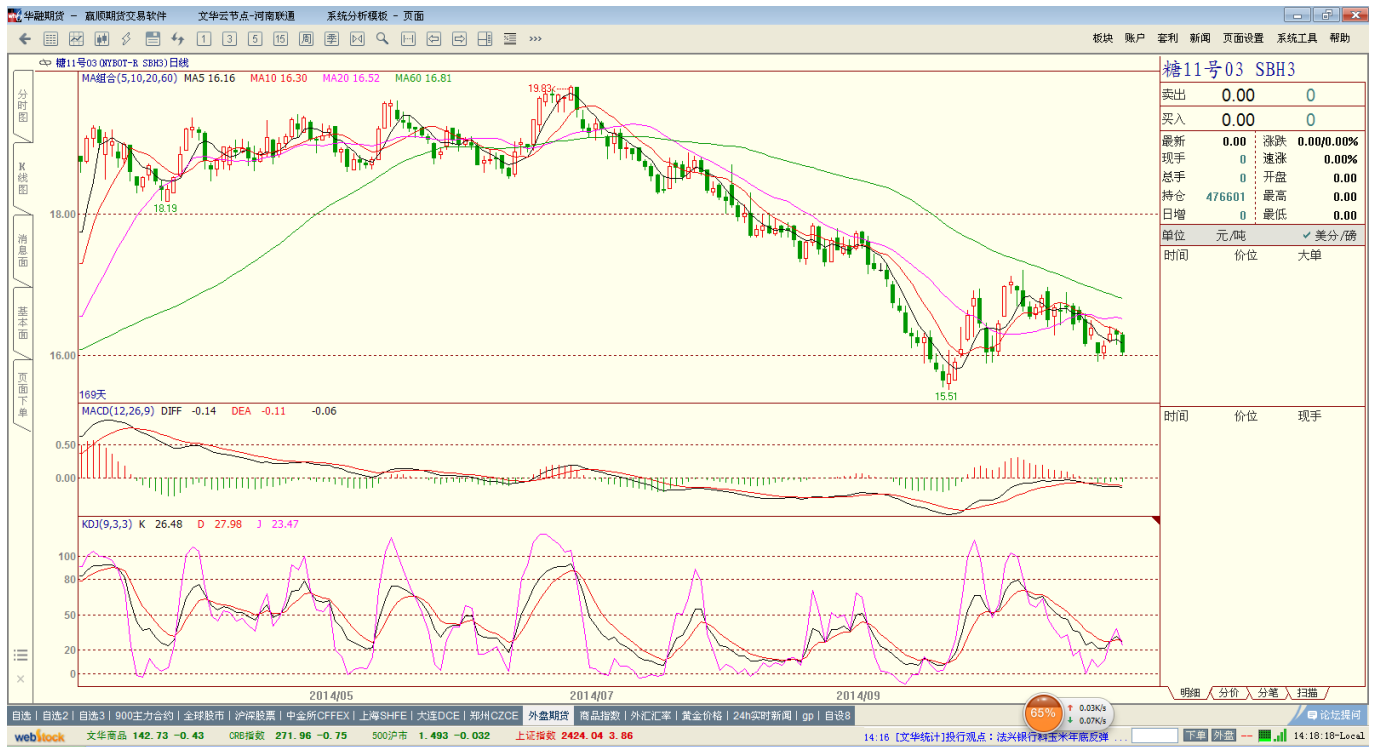 华融期货 － 赢顺期货交易软件 文华云节点-河南联通 系统分析模板 - 页面
1 3 5 15 周 季 >>> 板块 账户 套利 新闻 页面设置 系统工具 帮助
糖11号03(NYBOT-R SBH3)日线
MA组合(5,10,20,60) MA5 16.16 MA10 16.30 MA20 16.52 MA60 16.81
分时图
K线图
消息面
基本面
页面下单
19.83
18.19
18.00
16.00
15.51
169天
MACD(12,26,9) DIFF -0.14 DEA -0.11 -0.06
0.50
0.00
KDJ(9,3,3) K 26.48 D 27.98 J 23.47
100
80
50
20
0
2014/05 2014/07 2014/09
糖11号03 SBH3
卖出 0.00 0
买入 0.00 0
最新 0.00 涨跌 0.00/0.00%
现手 0 速涨 0.00%
总手 0 开盘 0.00
持仓 476601 最高 0.00
日增 0 最低 0.00
单位 元/吨 ✓ 美分/磅
时间 价位 大单
时间 价位 现手
明细 分价 分笔 扫描
自选 | 自选2 | 自选3 | 900主力合约 | 全球股市 | 沪深股票 | 中金所CFFEX | 上海SHFE | 大连DCE | 郑州CZCE 外盘期货 商品指数 | 外汇汇率 | 黄金价格 | 24h实时新闻 | gp | 自设8
65% 0.03K/s
0.07K/s
论坛提问
webstock 文华商品 142.73 -0.43 CRB指数 271.96 -0.75 500沪市 1.493 -0.032 上证指数 2424.04 3.86 14:16 [文华统计]投行观点：法兴银行料玉米年底反弹 ... 下单 外盘 -- 14:18:18-Local